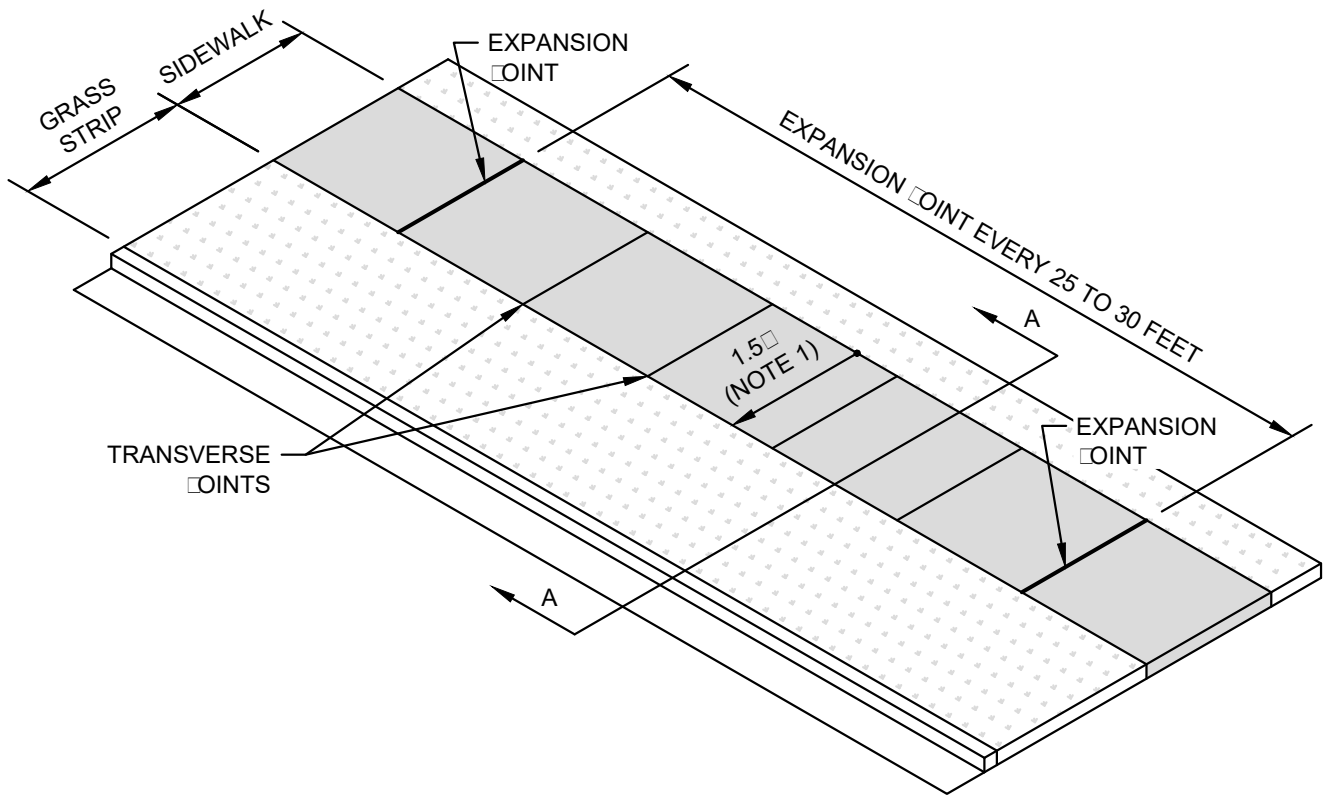 SIDEWALK
GRASS
STRIP
EXPANSION
□OINT
EXPANSION □OINT EVERY 25 TO 30 FEET
A
1.5□
(NOTE 1)
EXPANSION
□OINT
TRANSVERSE
□OINTS
A